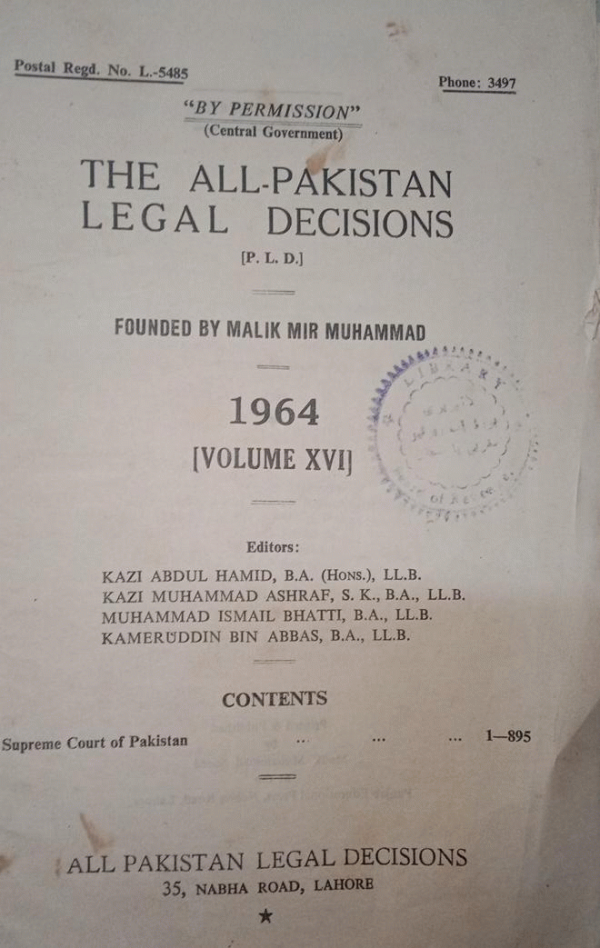 Postal Regd. No. L.-5485
Phone: 3497
"BY PERMISSION"
(Central Government)
THE ALL-PAKISTAN
LEGAL DECISIONS
[P. L. D.]
FOUNDED BY MALIK MIR MUHAMMAD
1964
[VOLUME XVI]
LIBRARY
Editors:
KAZI ABDUL HAMID, B.A. (HONS.), LL.B.
KAZI MUHAMMAD ASHRAF, S. K., B.A., LL.B.
MUHAMMAD ISMAIL BHATTI, B.A., LL.B.
KAMERUDDIN BIN ABBAS, B.A., LL.B.
CONTENTS
Supreme Court of Pakistan ... ... ... 1—895
ALL PAKISTAN LEGAL DECISIONS
35, NABHA ROAD, LAHORE